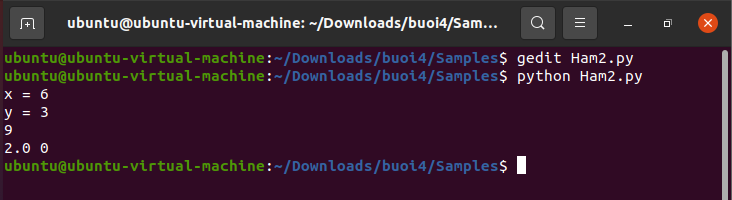 ubuntu@ubuntu-virtual-machine: ~/Downloads/buoi4/Sam...
ubuntu@ubuntu-virtual-machine:~/Downloads/buoi4/Samples$ gedit Ham2.py
ubuntu@ubuntu-virtual-machine:~/Downloads/buoi4/Samples$ python Ham2.py
x = 6
y = 3
9
2.0 0
ubuntu@ubuntu-virtual-machine:~/Downloads/buoi4/Samples$